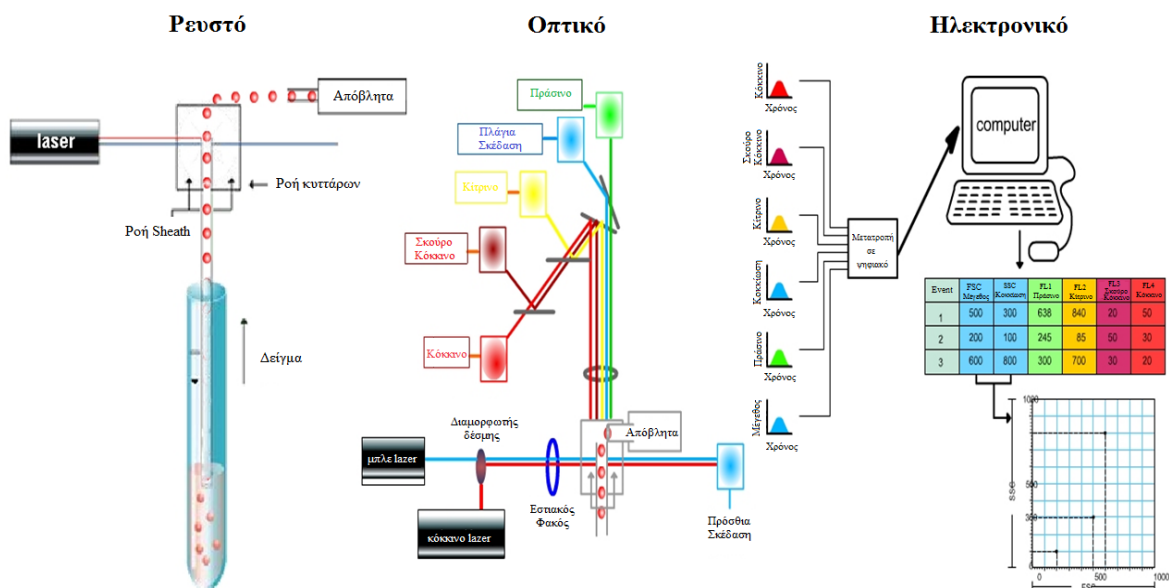 Ρευστό
Οπτικό
Ηλεκτρονικό
laser
Απόβλητα
Ροή κυττάρων
Ροή Sheath
Δείγμα
Πράσινο
Πλάγια
Σκέδαση
Κίτρινο
Σκούρο
Κόκκινο
Κόκκινο
Διαμορφωτής
δέσμης
μπλε lazer
κόκκινο lazer
Εστιακός
Φακός
Απόβλητα
Πρόσθια
Σκέδαση
Κόκκινο
Χρόνος
Σκούρο
Κόκκινο
Χρόνος
Κίτρινο
Χρόνος
Κοκκίωση
Χρόνος
Πράσινο
Χρόνος
Μέγεθος
Χρόνος
Μετατροπή
σε
ψηφιακό
computer
Event FSC Μέγεθος SSC Κοκκίαση FL1 Πράσινο FL2 Κίτρινο FL3 Σκούρο Κόκκινο FL4 Κόκκινο
1 500 300 638 840 20 50
2 200 100 245 85 50 30
3 600 800 300 700 30 20
1000
500
SSC
0
0 500 1000
SSC